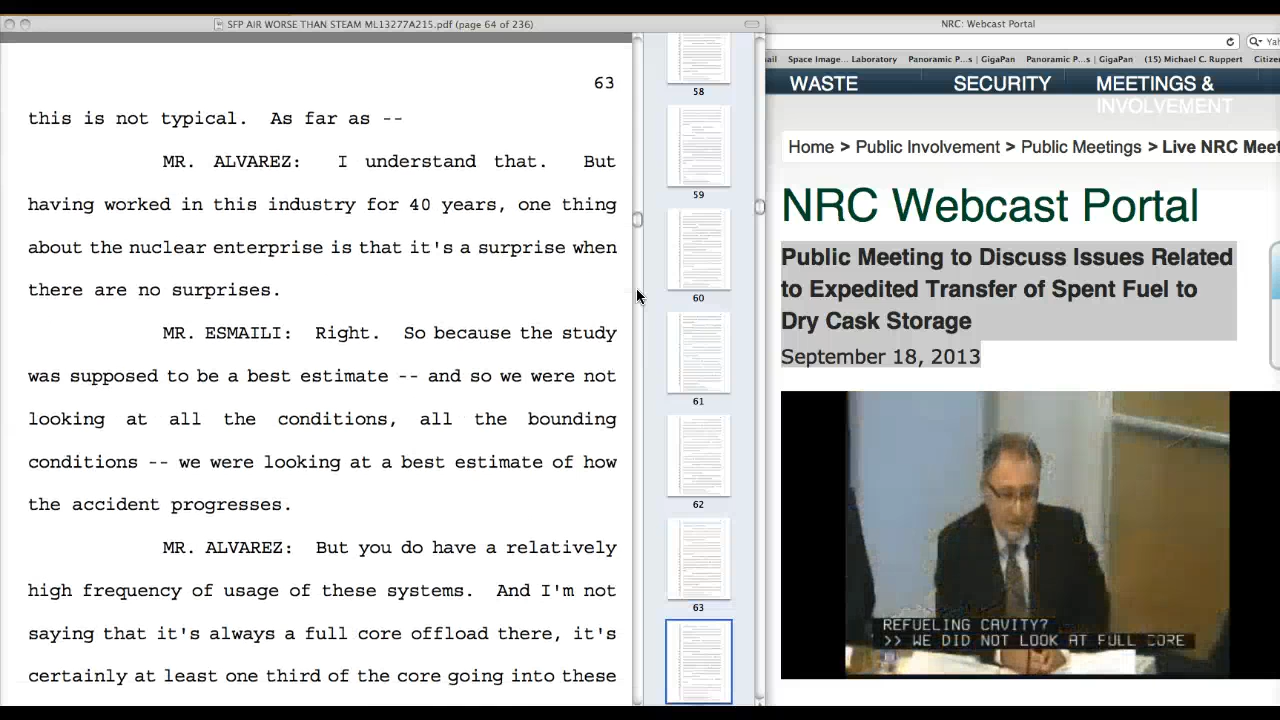 SFP AIR WORSE THAN STEAM ML13277A215.pdf (page 64 of 236)
63
this is not typical. As far as --
MR. ALVAREZ: I understand that. But
having worked in this industry for 40 years, one thing
about the nuclear enterprise is that it's a surprise when
there are no surprises.
MR. ESMAILI: Right. So because the study
was supposed to be a best estimate -- and so we were not
looking at all the conditions, all the bounding
conditions -- we were looking at a best estimate of how
the accident progresses.
MR. ALVAREZ: But you do have a relatively
high frequency of usage of these systems. And I'm not
saying that it's always a full core offload there, it's
certainly at least one third of the core going into these
58
59
60
61
62
63
NRC: Webcast Portal
Yah
ail Space Image... Laboratory Panoramic P...s | GigaPan Panoramic P...s | GigaPan (15) Michael C. Ruppert Citize
WASTE SECURITY MEETINGS &
INVOLVEMENT
Home > Public Involvement > Public Meetings > Live NRC Meet
NRC Webcast Portal
Public Meeting to Discuss Issues Related
to Expedited Transfer of Spent Fuel to
Dry Cask Storage
September 18, 2013
REFUELING CAVITY?
>> WE DID NOT LOOK AT FULL CORE